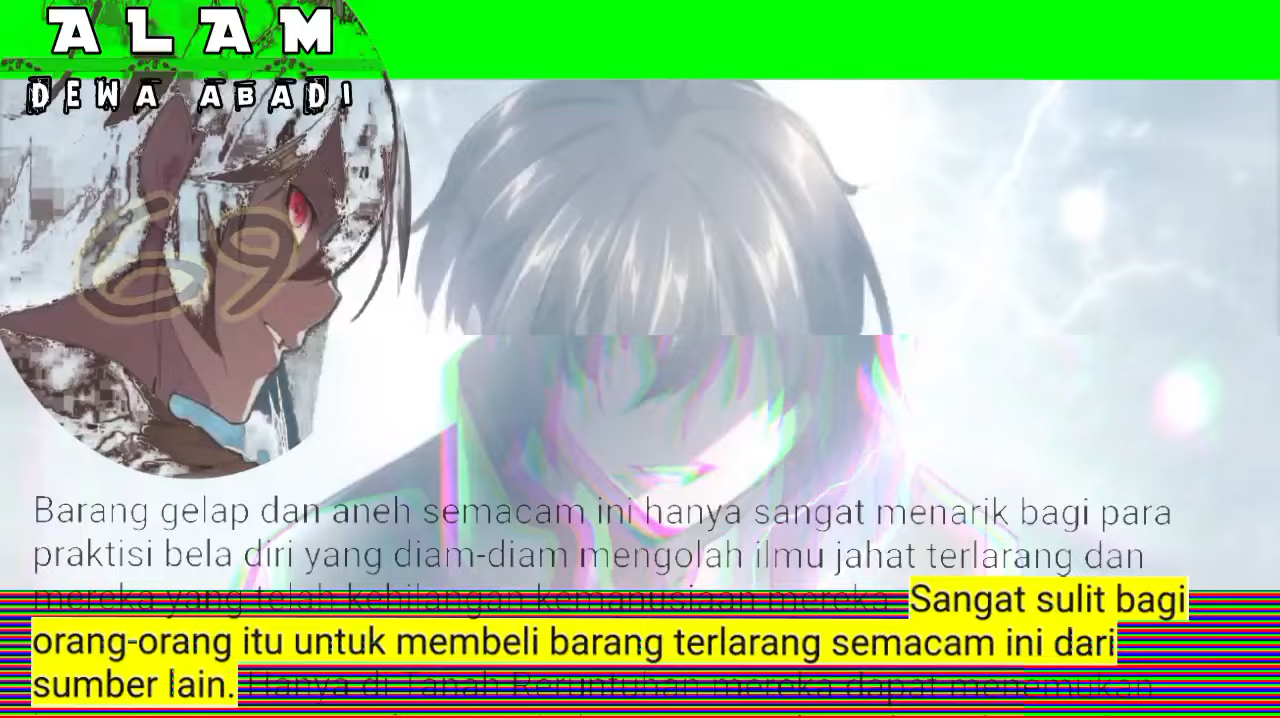 ALAM
DEWA ABADI
69
Barang gelap dan aneh semacam ini hanya sangat menarik bagi para
praktisi bela diri yang diam-diam mengolah ilmu jahat terlarang dan
mereka yang telah kehilangan kemanusiaan mereka. Sangat sulit bagi
orang-orang itu untuk membeli barang terlarang semacam ini dari
sumber lain. Hanya di Tanah Reruntuhan mereka dapat menemukan